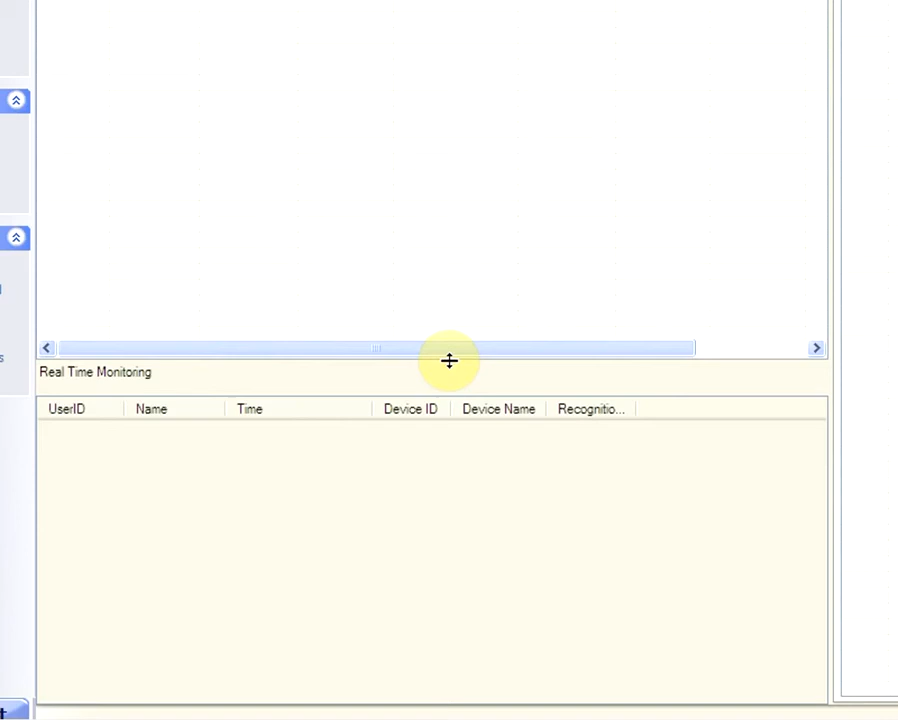 Real Time Monitoring
UserID Name Time Device ID Device Name Recognitio...